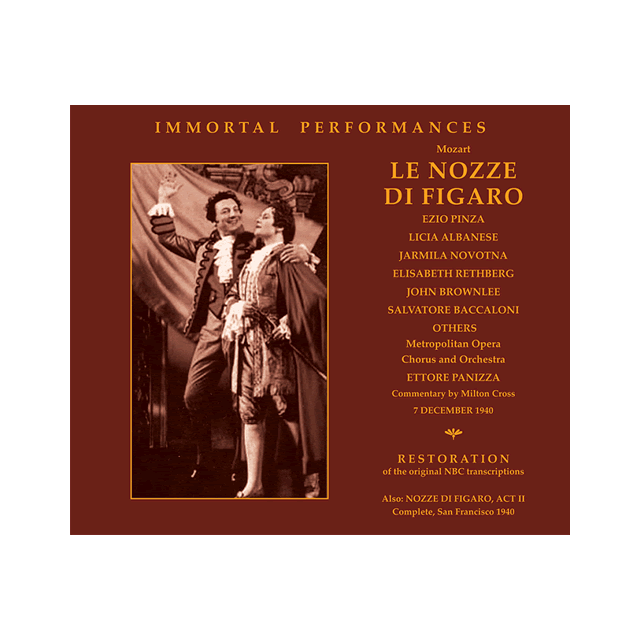 IMMORTAL PERFORMANCES
Mozart
LE NOZZE
DI FIGARO
EZIO PINZA
LICIA ALBANESE
JARMILA NOVOTNA
ELISABETH RETHBERG
JOHN BROWNLEE
SALVATORE BACCALONI
OTHERS
Metropolitan Opera
Chorus and Orchestra
ETTORE PANIZZA
Commentary by Milton Cross
7 DECEMBER 1940
RESTORATION
of the original NBC transcriptions
Also: NOZZE DI FIGARO, ACT II
Complete, San Francisco 1940